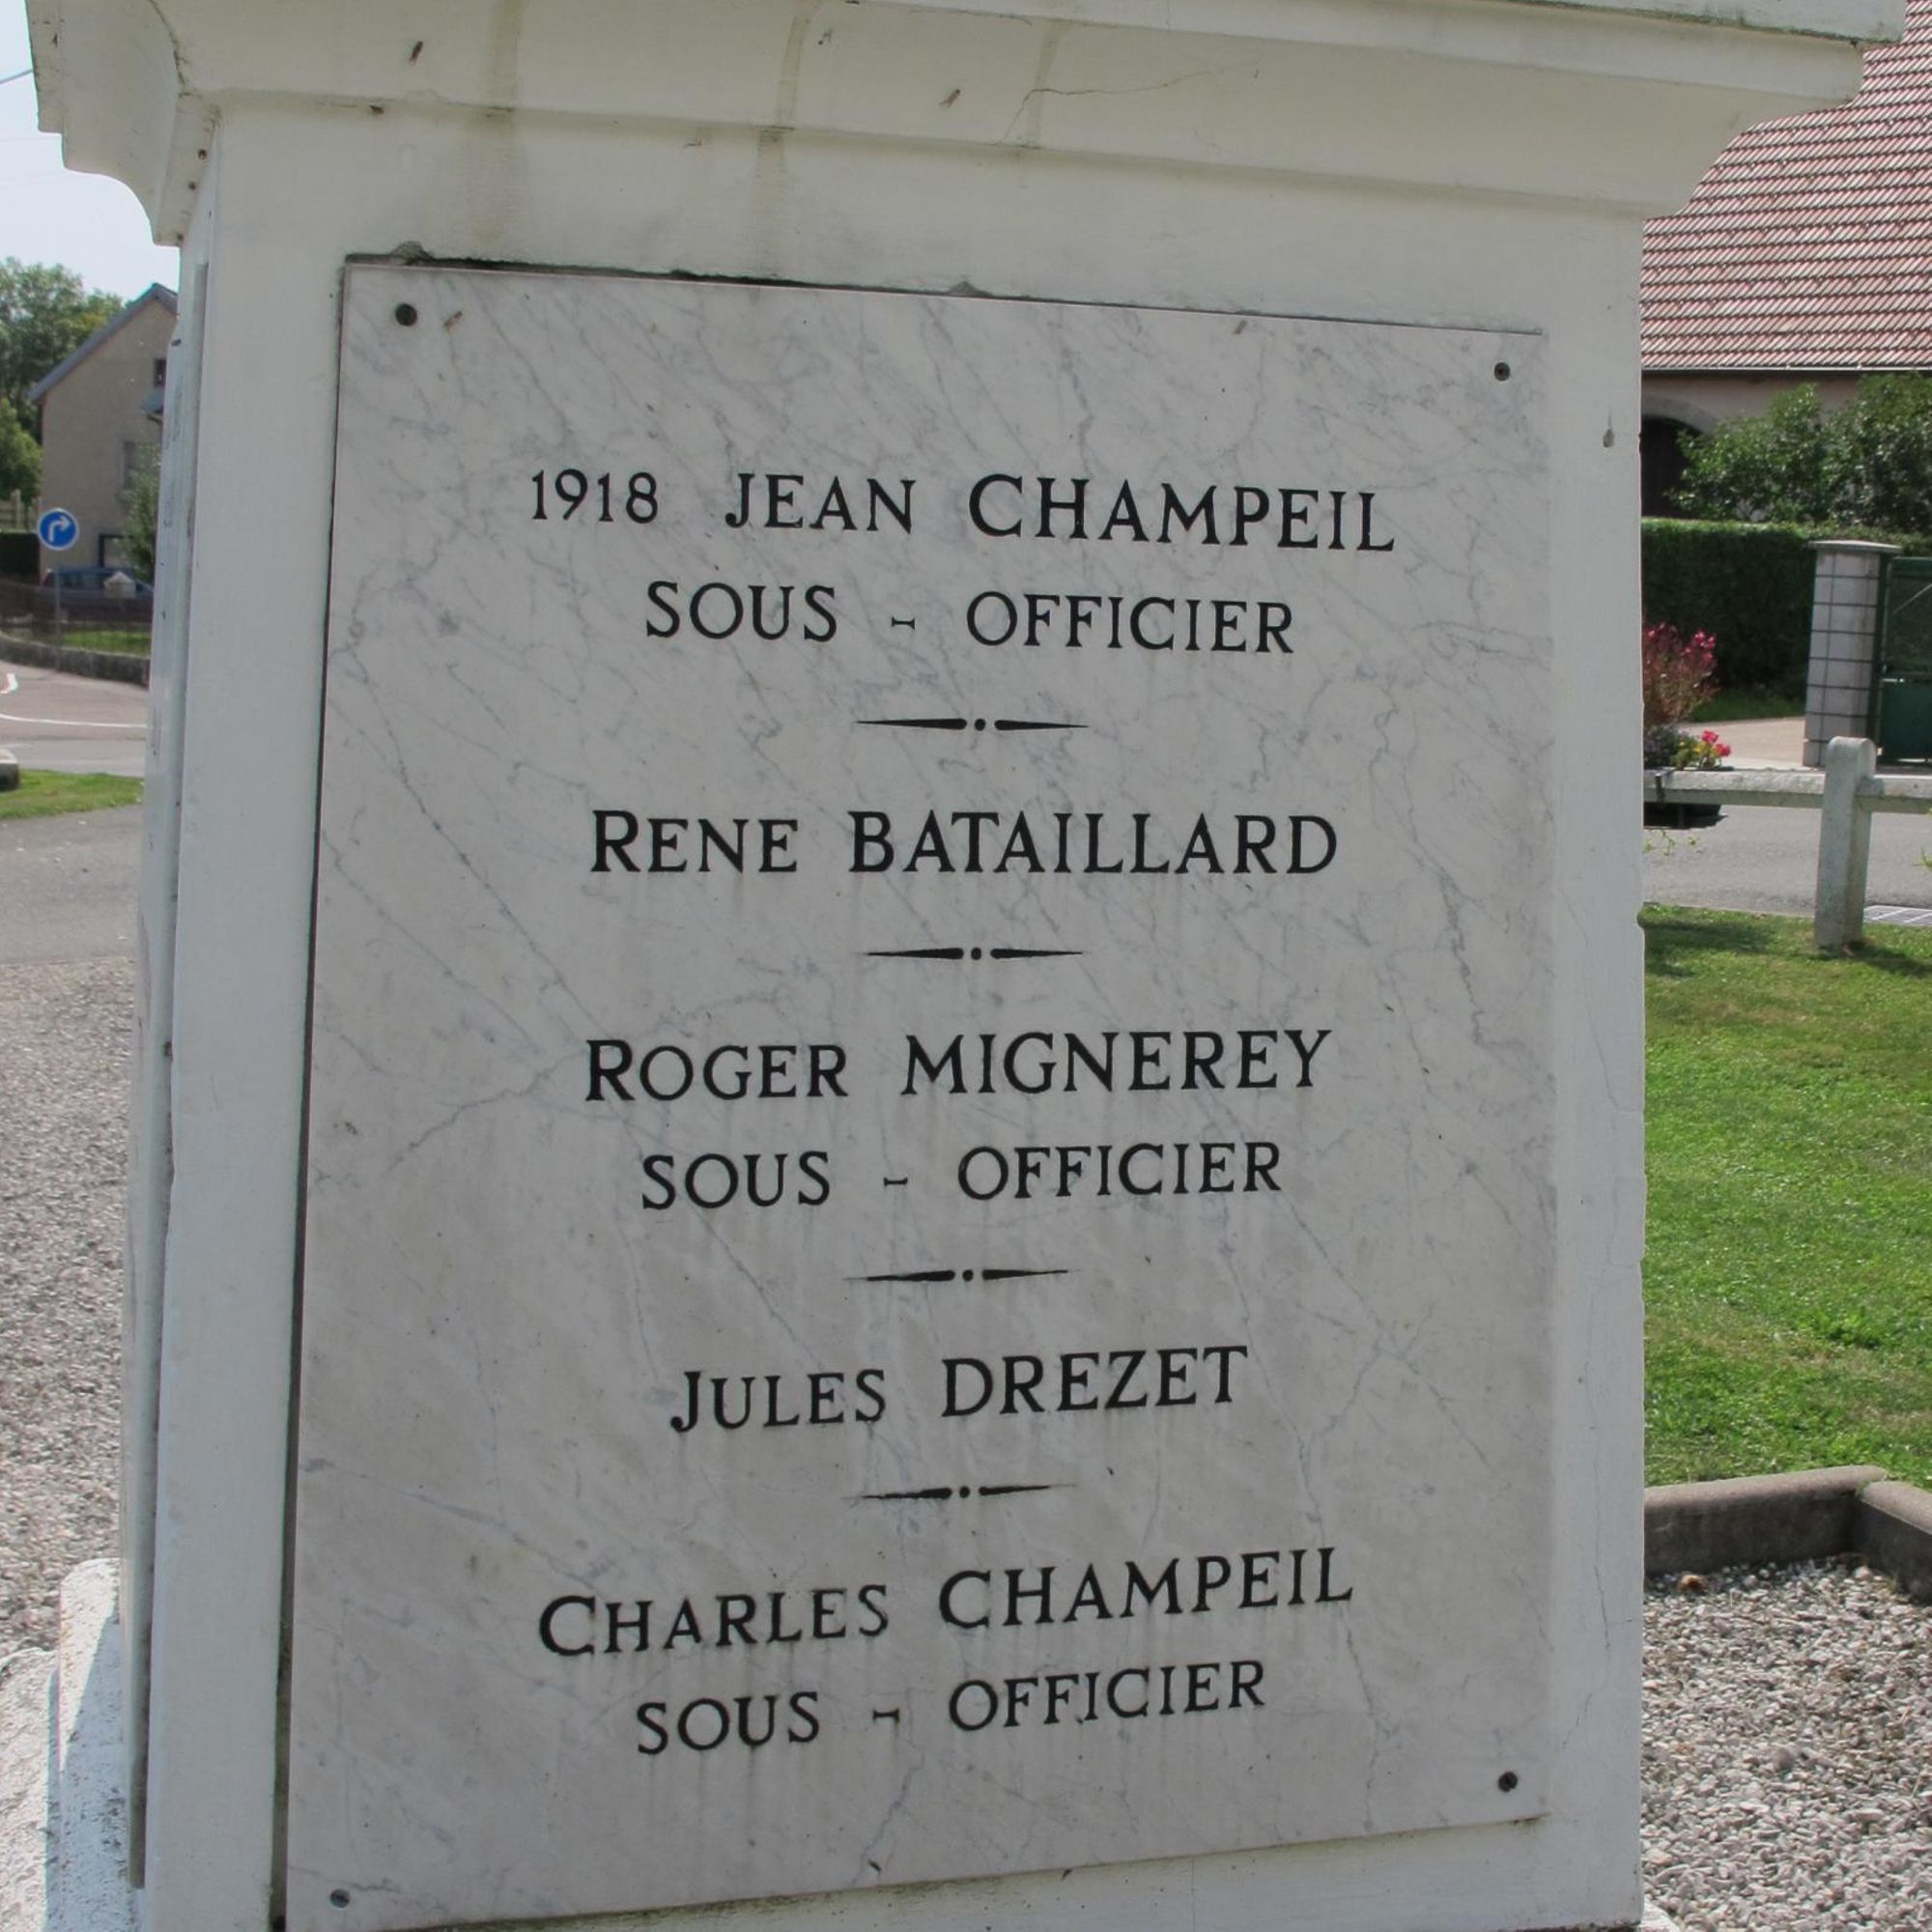 1918 JEAN CHAMPEIL
SOUS - OFFICIER
RENE BATAILLARD
ROGER MIGNEREY
SOUS - OFFICIER
JULES DREZET
CHARLES CHAMPEIL
SOUS - OFFICIER